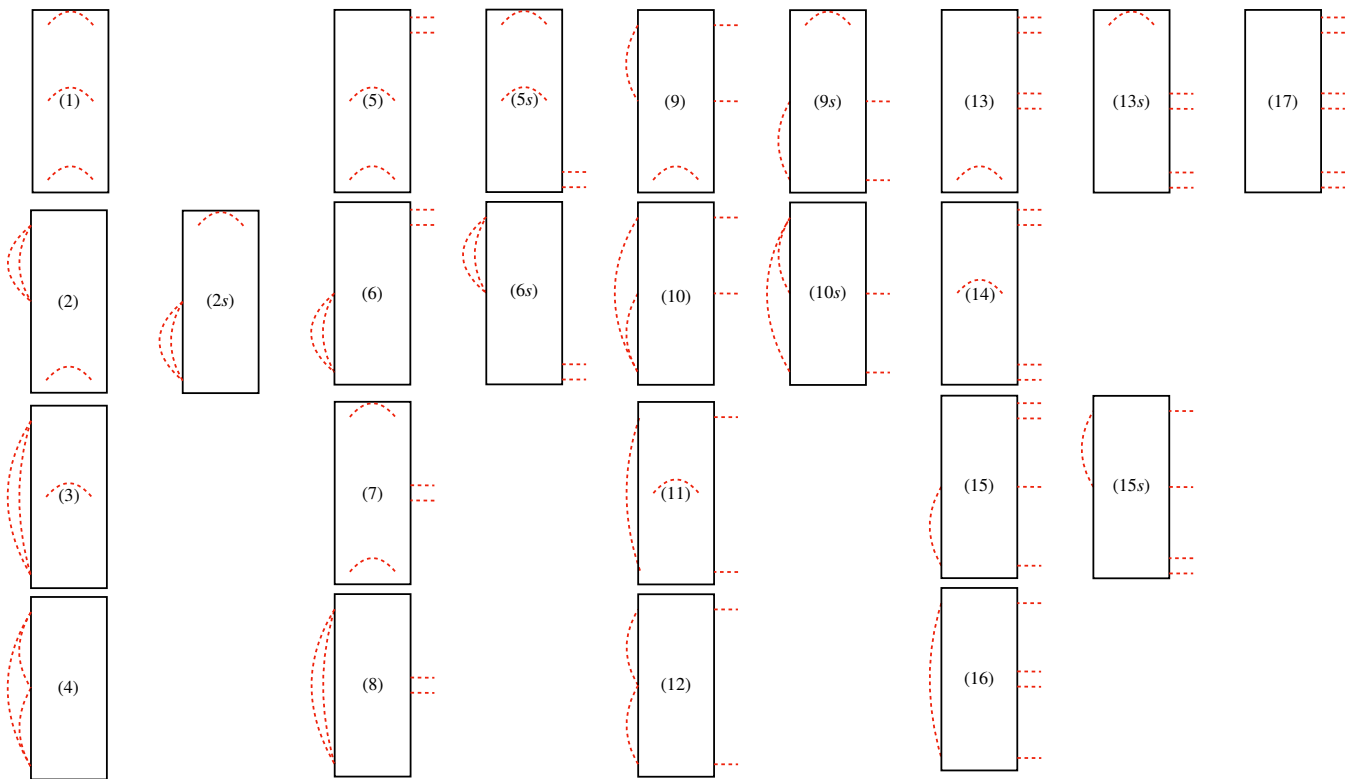 (1) (5) (5s) (9) (9s) (13) (13s) (17)
(2) (2s) (6) (6s) (10) (10s) (14)
(3) (7) (11) (15) (15s)
(4) (8) (12) (16)